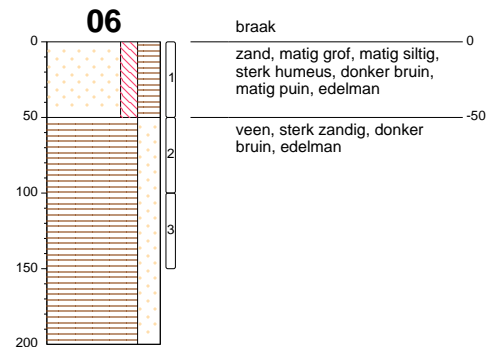 06
braak
0
0
zand, matig grof, matig siltig,
sterk humeus, donker bruin,
matig puin, edelman
1
50
-50
veen, sterk zandig, donker
bruin, edelman
2
100
3
150
200